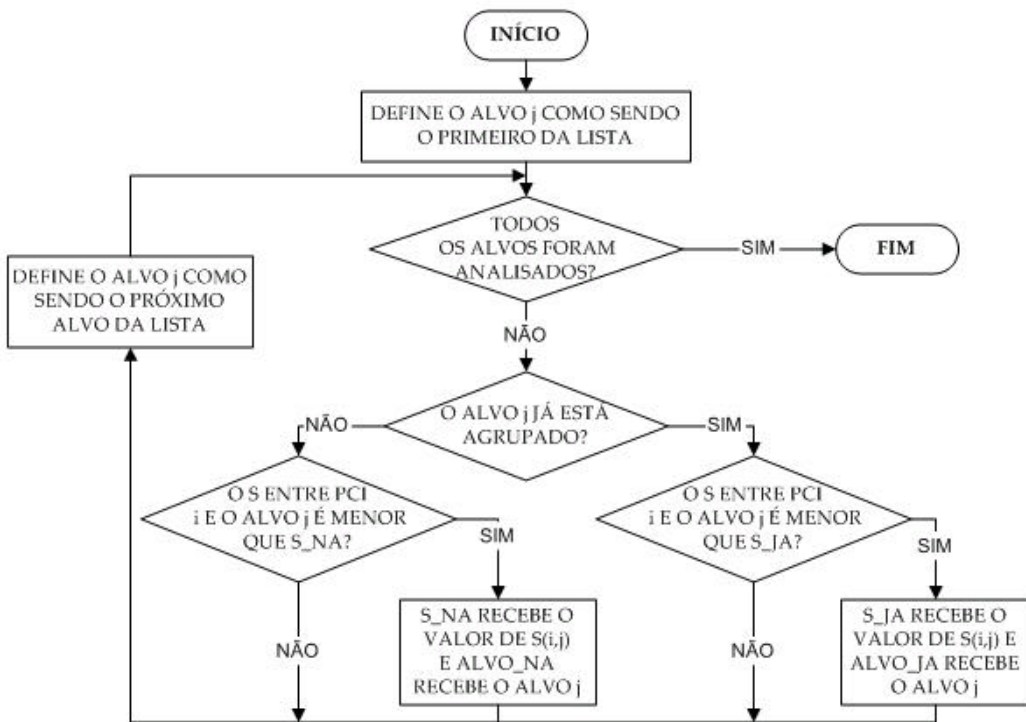 INÍCIO
DEFINE O ALVO j COMO SENDO
O PRIMEIRO DA LISTA
TODOS
OS ALVOS FORAM
ANALISADOS?
SIM
FIM
DEFINE O ALVO j COMO
SENDO O PRÓXIMO
ALVO DA LISTA
NÃO
O ALVO j JÁ ESTÁ
AGRUPADO?
NÃO
SIM
O S ENTRE PCI
i E O ALVO j É MENOR
QUE S_NA?
SIM
O S ENTRE PCI
i E O ALVO j É MENOR
QUE S_JA?
SIM
NÃO
S_NA RECEBE O
VALOR DE S(i,j)
E ALVO_NA
RECEBE O ALVO j
NÃO
S_JA RECEBE O
VALOR DE S(i,j) E
ALVO_JA RECEBE
O ALVO j